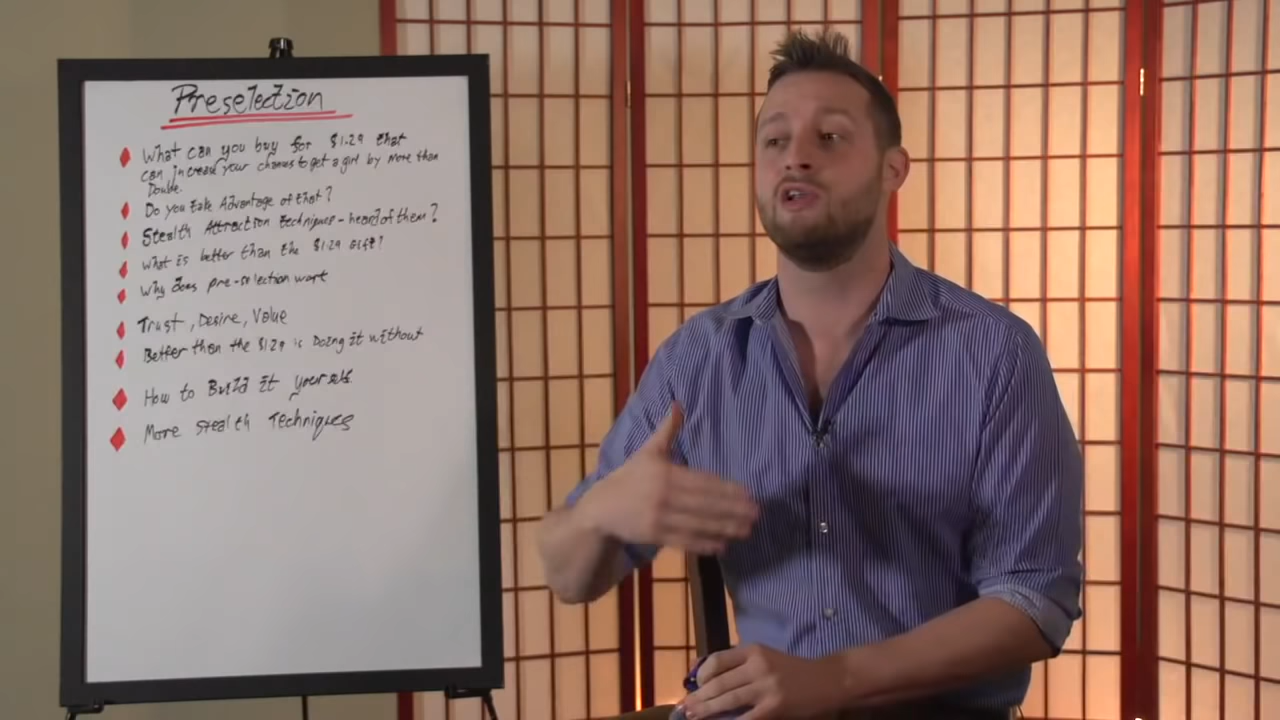 Preselection
What can you buy for $1.29 that
can increase your chances to get a girl by more than
Double.
Do you take Advantage of that?
Stealth Attraction techniques - heard of them?
What is better than the $1.29 Gift?
Why does pre-selection work
Trust, Desire, Value
Better than the $1.29 is Doing it without
How to Build it yourself.
More Stealth Techniques